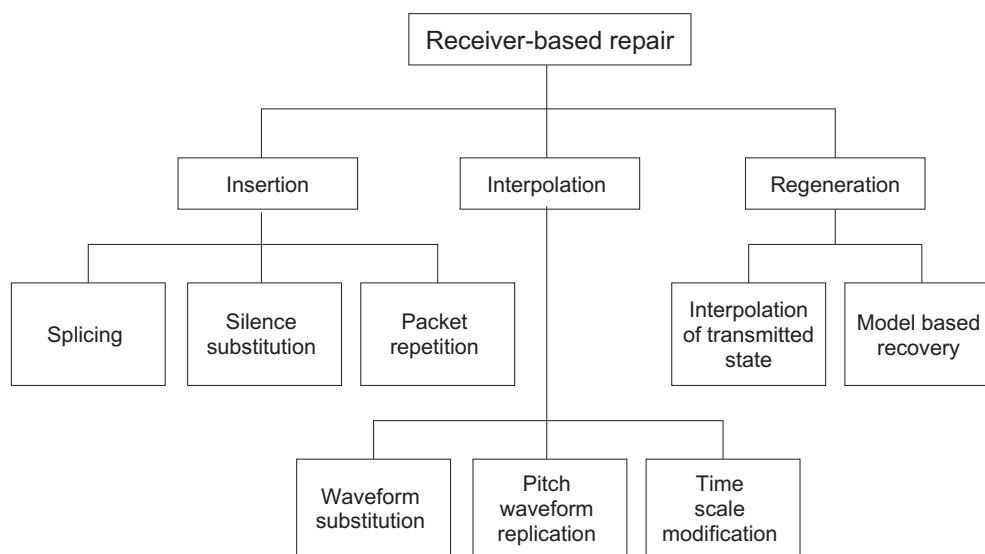 Receiver-based repair
Insertion
Interpolation
Regeneration
Splicing
Silence
substitution
Packet
repetition
Interpolation
of transmitted
state
Model based
recovery
Waveform
substitution
Pitch
waveform
replication
Time
scale
modification